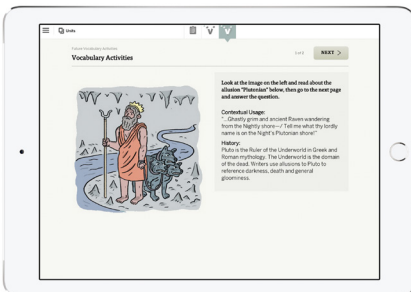 Units
Vocabulary Activities
1 of 2
NEXT >
Look at the image on the left and read about the
allusion "Plutonian" below, then go to the next page
and answer the question.
Contextual Usage:
"...Ghastly grim and ancient Raven wandering
from the Nightly shore—/ Tell me what thy lordly
name is on the Night's Plutonian shore!"
History:
Pluto is the Ruler of the Underworld in Greek and
Roman mythology. The Underworld is the domain
of the dead. Writers use allusions to Pluto to
reference darkness, death and general
gloominess.